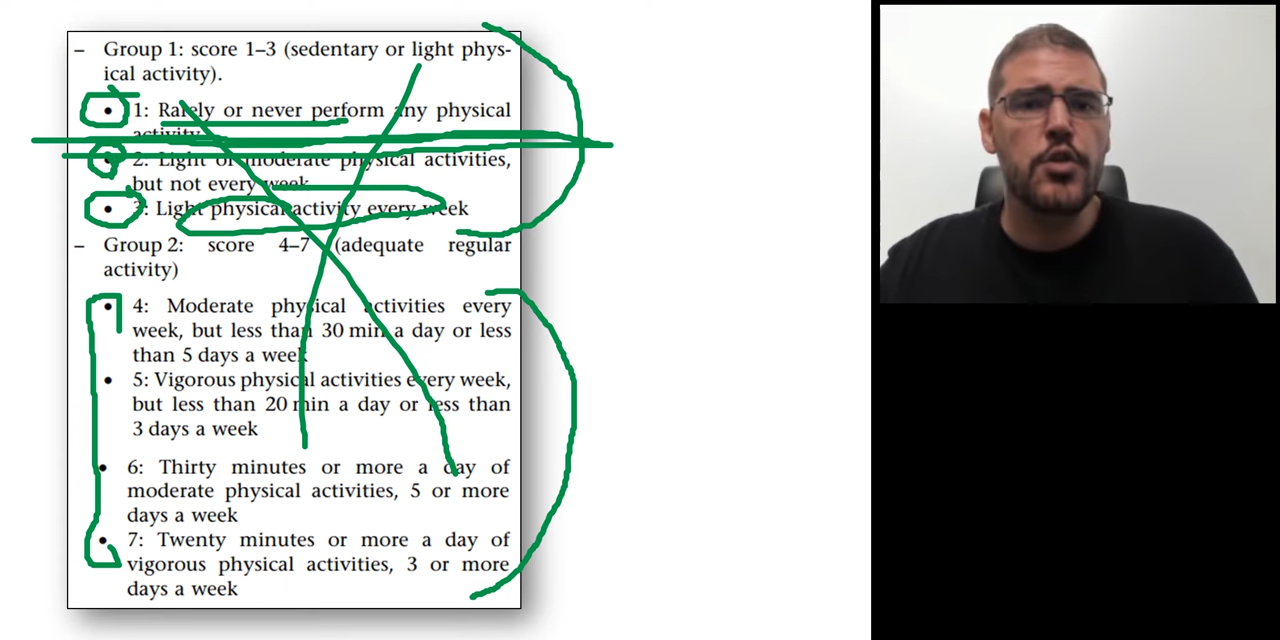 – Group 1: score 1–3 (sedentary or light phys-
ical activity).
• 1: Rarely or never perform any physical
activity
• 2: Light or moderate physical activities,
but not every week
• 3: Light physical activity every week
– Group 2: score 4–7 (adequate regular
activity)
• 4: Moderate physical activities every
week, but less than 30 min a day or less
than 5 days a week
• 5: Vigorous physical activities every week,
but less than 20 min a day or less than
3 days a week
• 6: Thirty minutes or more a day of
moderate physical activities, 5 or more
days a week
• 7: Twenty minutes or more a day of
vigorous physical activities, 3 or more
days a week